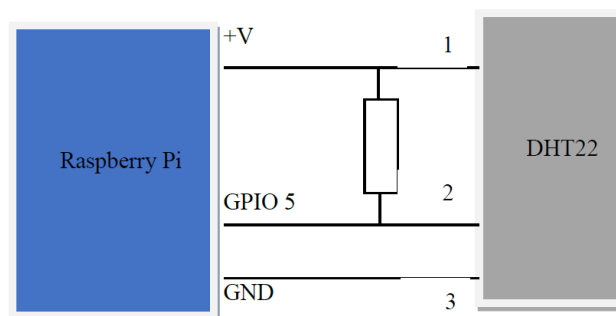 +V
1
Raspberry Pi
DHT22
GPIO 5
2
GND
3